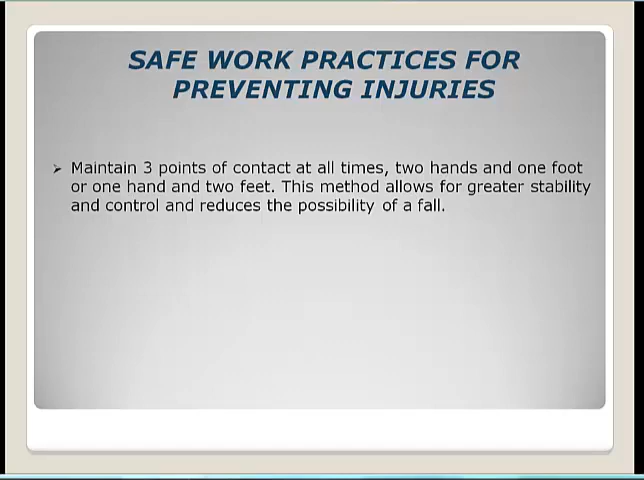 SAFE WORK PRACTICES FOR
PREVENTING INJURIES
➢ Maintain 3 points of contact at all times, two hands and one foot
or one hand and two feet. This method allows for greater stability
and control and reduces the possibility of a fall.